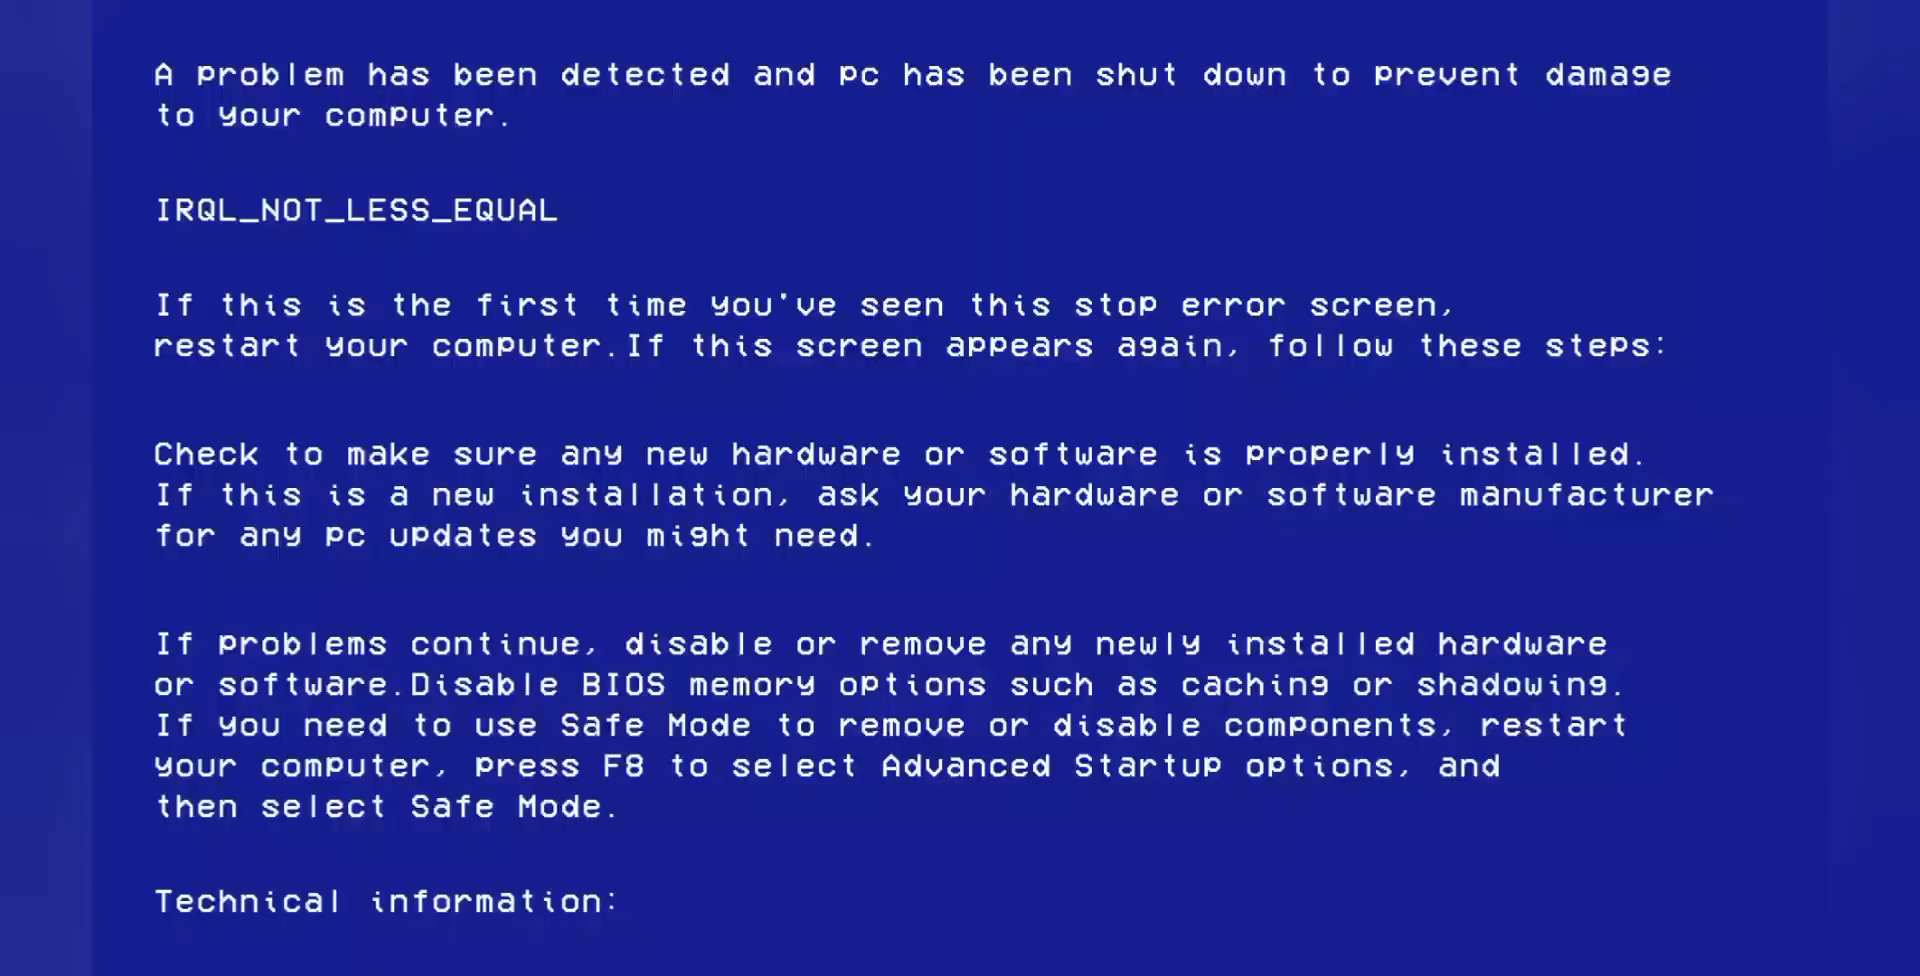 A problem has been detected and pc has been shut down to prevent damage
to your computer.
IRQL_NOT_LESS_EQUAL
If this is the first time you've seen this stop error screen,
restart your computer.If this screen appears again, follow these steps:
Check to make sure any new hardware or software is properly installed.
If this is a new installation, ask your hardware or software manufacturer
for any pc updates you might need.
If problems continue, disable or remove any newly installed hardware
or software.Disable BIOS memory options such as caching or shadowing.
If you need to use Safe Mode to remove or disable components, restart
your computer, press F8 to select Advanced Startup options, and
then select Safe Mode.
Technical information: